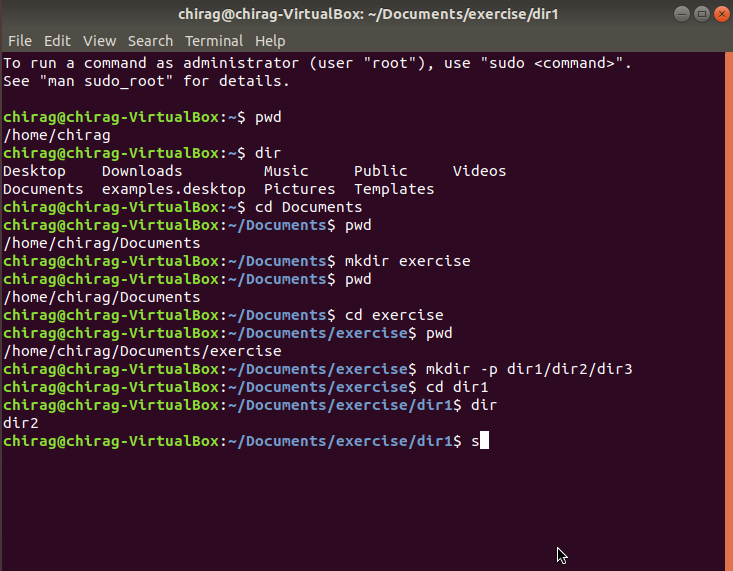 chirag@chirag-VirtualBox: ~/Documents/exercise/dir1
File Edit View Search Terminal Help
To run a command as administrator (user "root"), use "sudo <command>".
See "man sudo_root" for details.
chirag@chirag-VirtualBox:~$ pwd
/home/chirag
chirag@chirag-VirtualBox:~$ dir
Desktop    Downloads         Music     Public     Videos
Documents  examples.desktop  Pictures  Templates
chirag@chirag-VirtualBox:~$ cd Documents
chirag@chirag-VirtualBox:~/Documents$ pwd
/home/chirag/Documents
chirag@chirag-VirtualBox:~/Documents$ mkdir exercise
chirag@chirag-VirtualBox:~/Documents$ pwd
/home/chirag/Documents
chirag@chirag-VirtualBox:~/Documents$ cd exercise
chirag@chirag-VirtualBox:~/Documents/exercise$ pwd
/home/chirag/Documents/exercise
chirag@chirag-VirtualBox:~/Documents/exercise$ mkdir -p dir1/dir2/dir3
chirag@chirag-VirtualBox:~/Documents/exercise$ cd dir1
chirag@chirag-VirtualBox:~/Documents/exercise/dir1$ dir
dir2
chirag@chirag-VirtualBox:~/Documents/exercise/dir1$ s